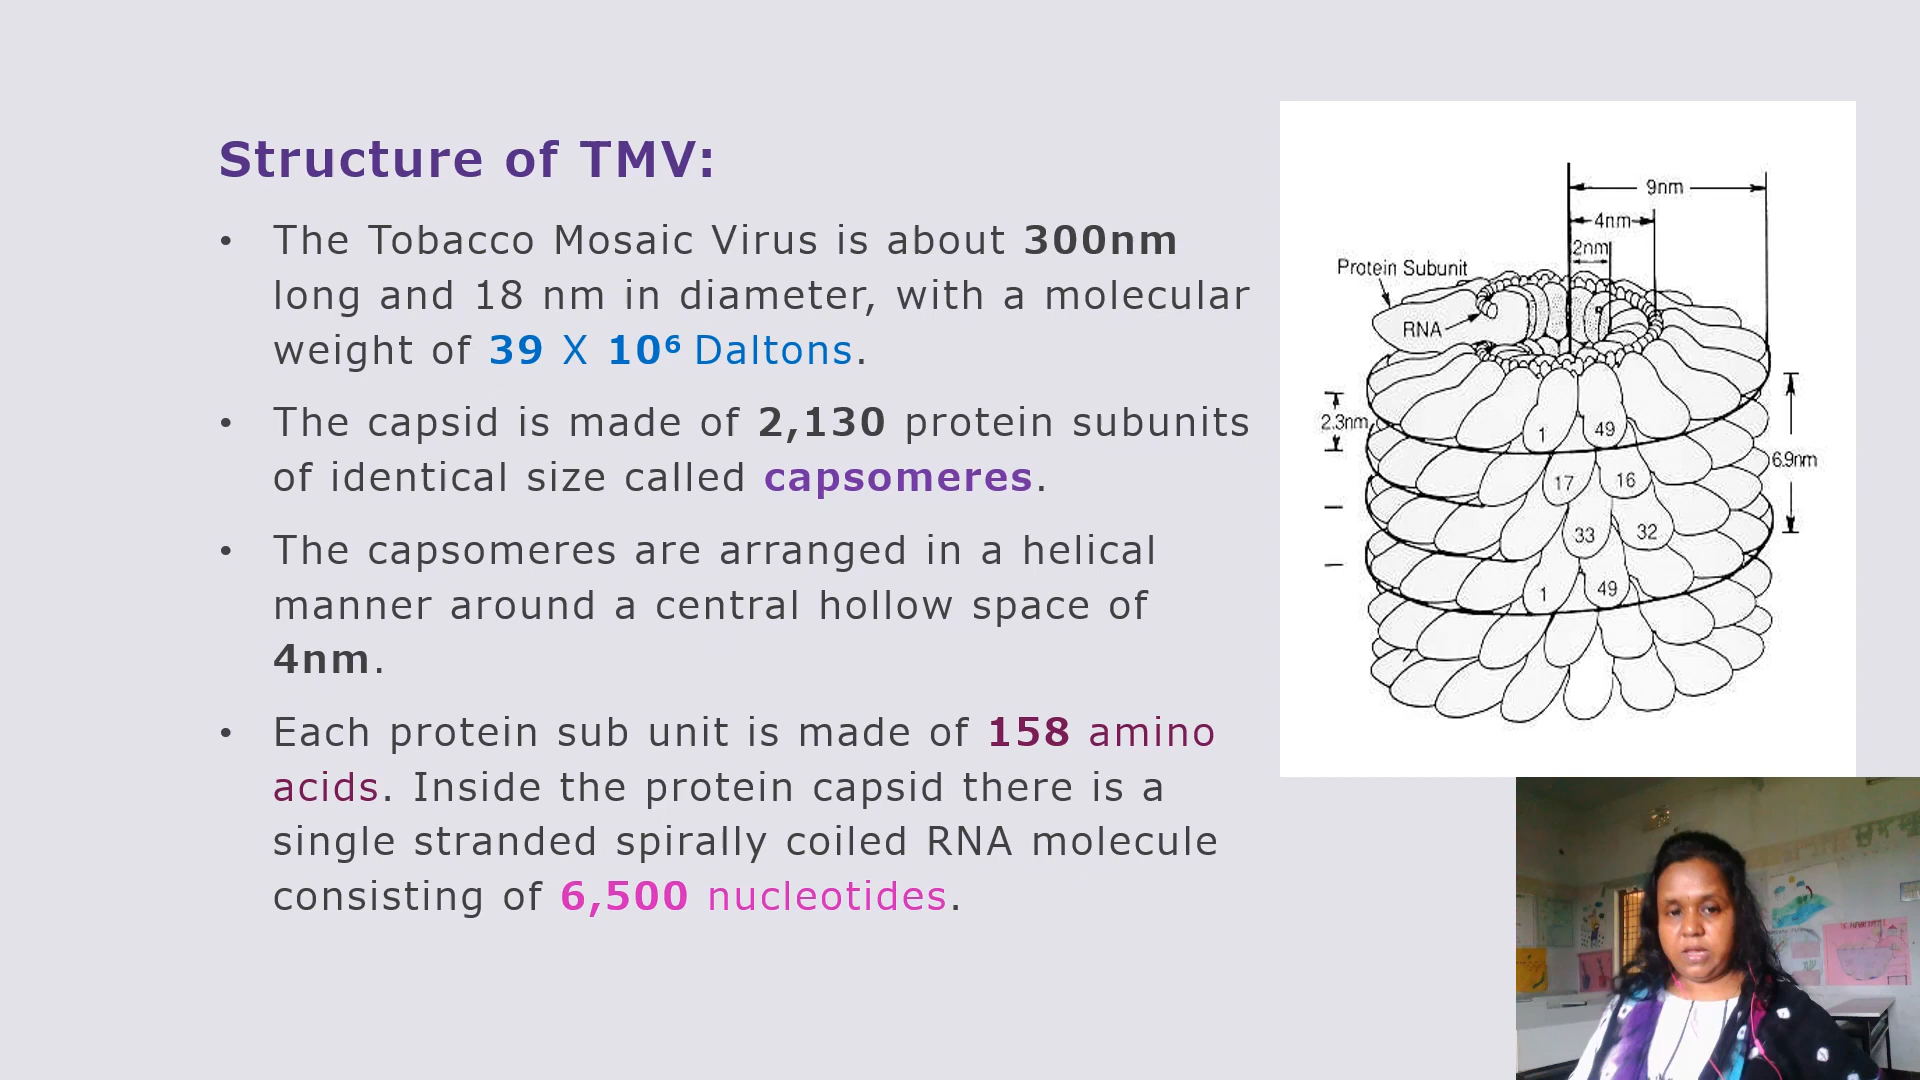 Structure of TMV:
• The Tobacco Mosaic Virus is about 300nm
long and 18 nm in diameter, with a molecular
weight of 39 X 10⁶ Daltons.
• The capsid is made of 2,130 protein subunits
of identical size called capsomeres.
• The capsomeres are arranged in a helical
manner around a central hollow space of
4nm.
• Each protein sub unit is made of 158 amino
acids. Inside the protein capsid there is a
single stranded spirally coiled RNA molecule
consisting of 6,500 nucleotides.
9nm
4nm
2nm
Protein Subunit
RNA
2.3nm
1 49
17 16
6.9nm
33 32
1 49